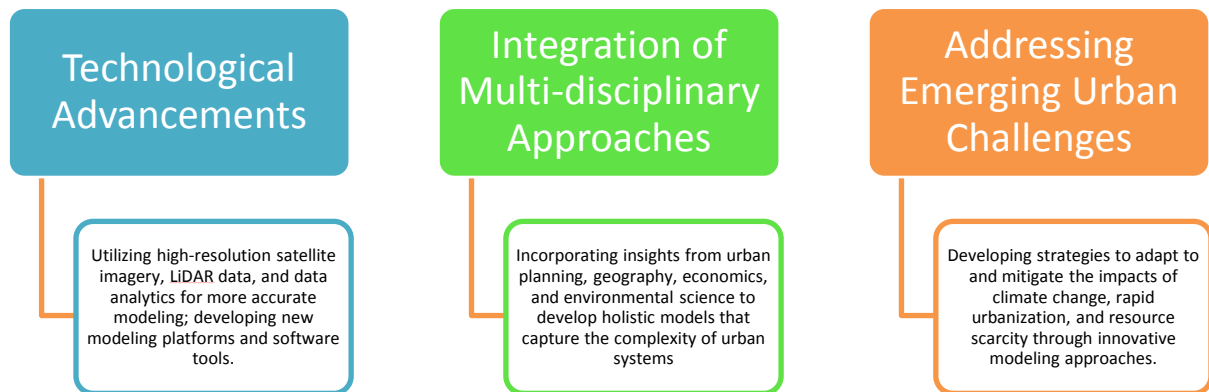 Technological
Advancements
Utilizing high-resolution satellite
imagery, LiDAR data, and data
analytics for more accurate
modeling; developing new
modeling platforms and software
tools.
Integration of
Multi-disciplinary
Approaches
Incorporating insights from urban
planning, geography, economics,
and environmental science to
develop holistic models that
capture the complexity of urban
systems
Addressing
Emerging Urban
Challenges
Developing strategies to adapt to
and mitigate the impacts of
climate change, rapid
urbanization, and resource
scarcity through innovative
modeling approaches.